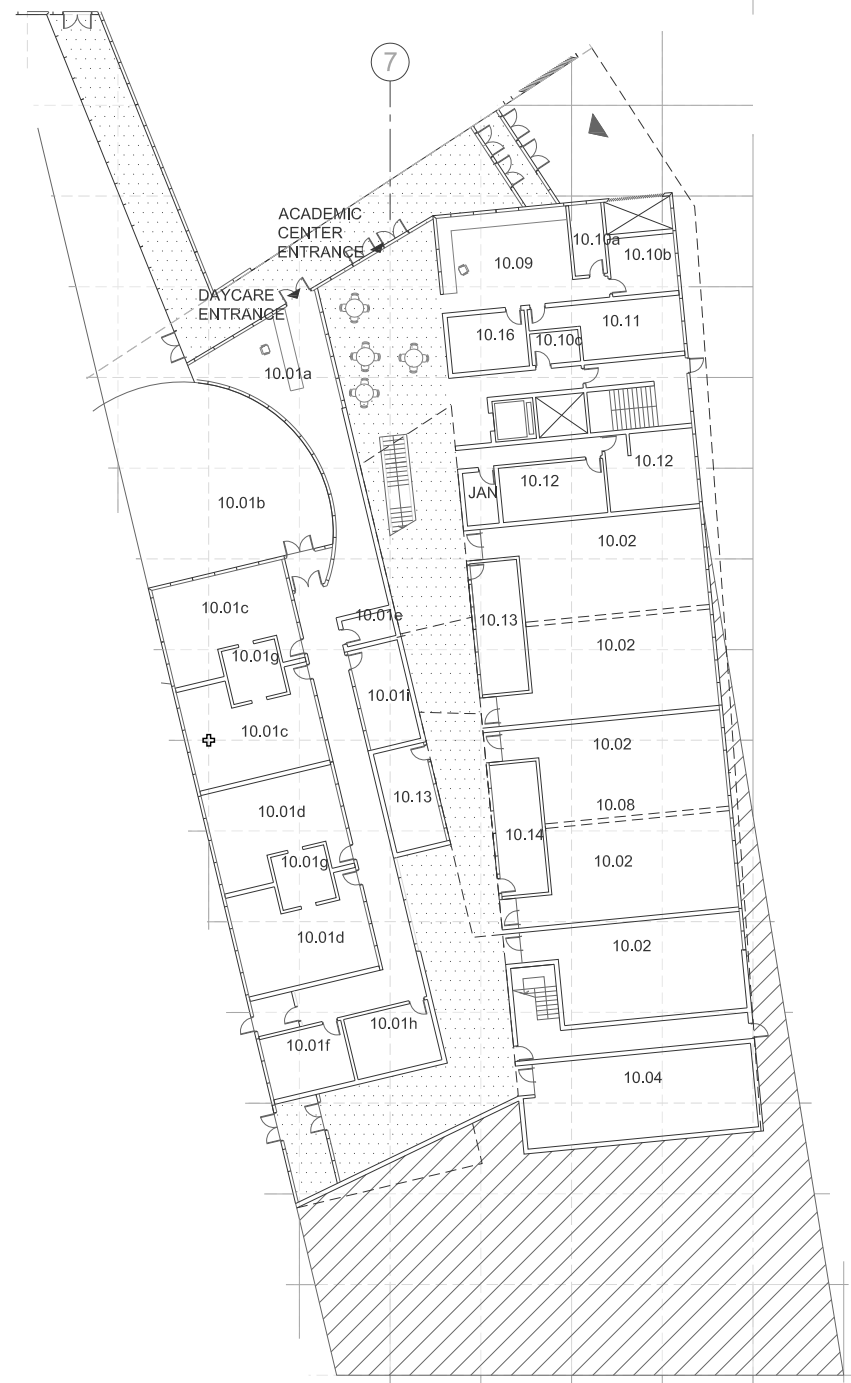 7
ACADEMIC
CENTER
ENTRANCE
10.10a
10.10b
10.09
DAYCARE
ENTRANCE
10.16
10.10c
10.11
10.01a
10.12
10.12
JAN
10.01b
10.02
10.01c
10.01e
10.13
10.02
10.01g
10.01i
10.01c
10.02
10.13
10.08
10.01d
10.14
10.01g
10.02
10.01d
10.02
10.01h
10.01f
10.04